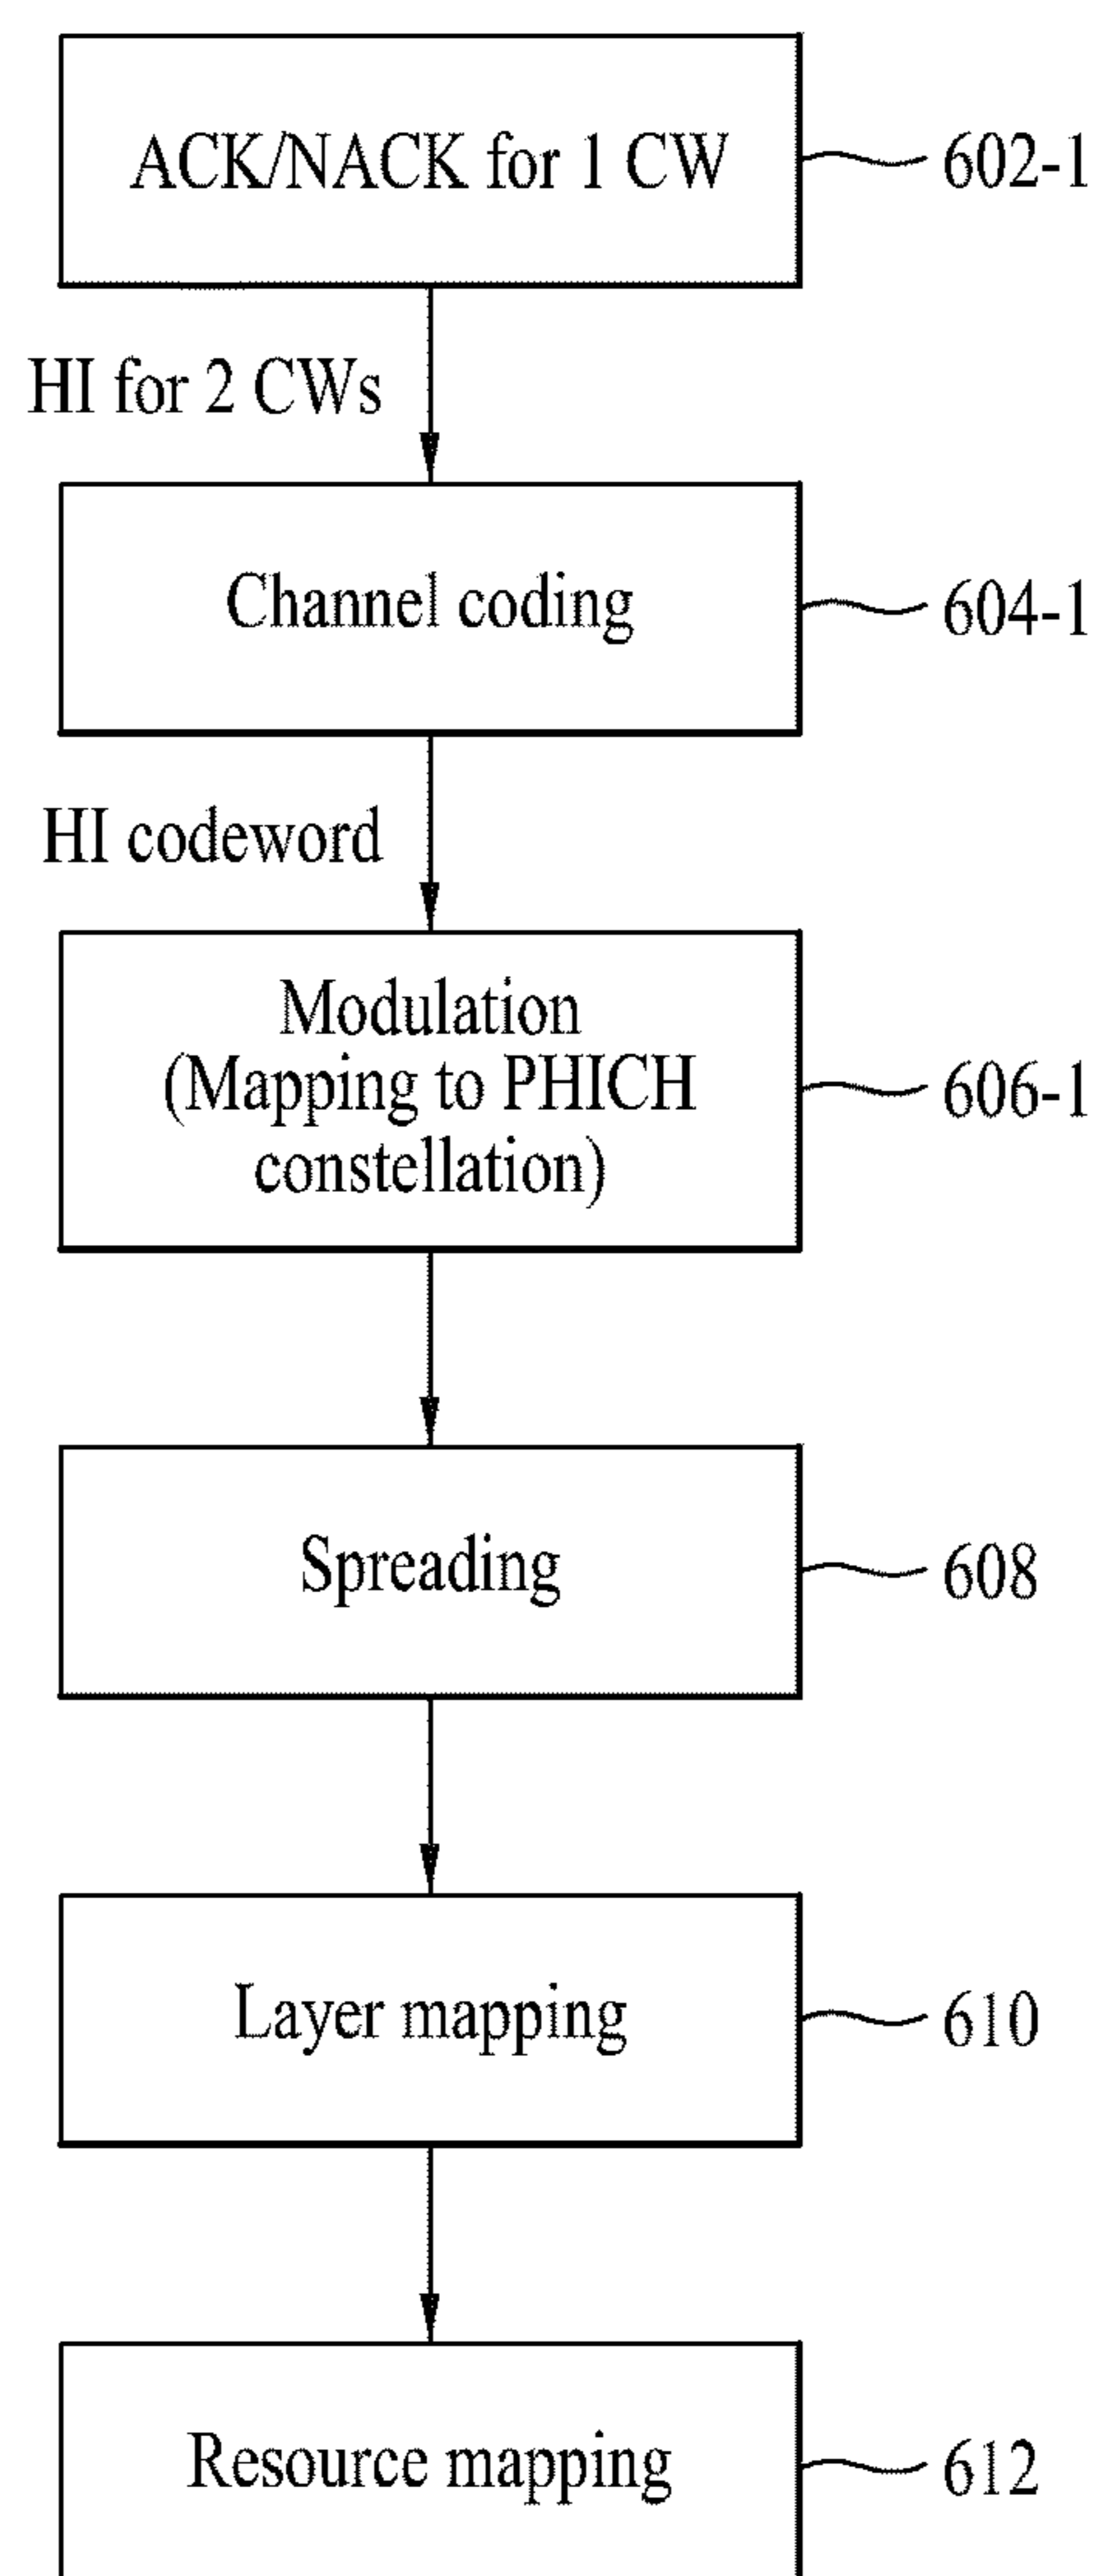 ACK/NACK for 1 CW
602-1
HI for 2 CWs
Channel coding
604-1
HI codeword
Modulation
(Mapping to PHICH
constellation)
606-1
Spreading
608
Layer mapping
610
Resource mapping
612